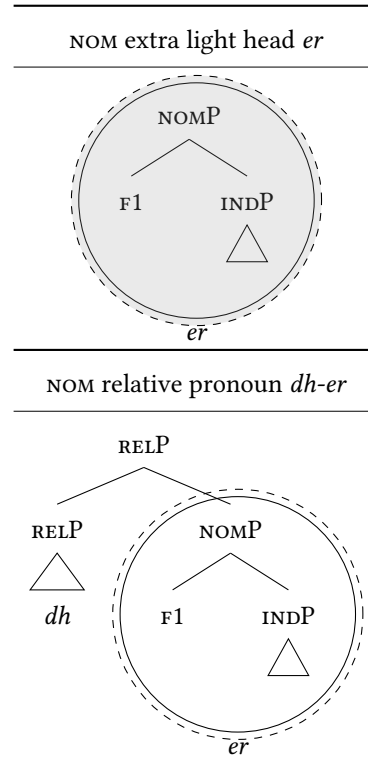 NOM extra light head er
NOMP
F1 INDP
er
NOM relative pronoun dh-er
RELP
RELP NOMP
dh F1 INDP
er